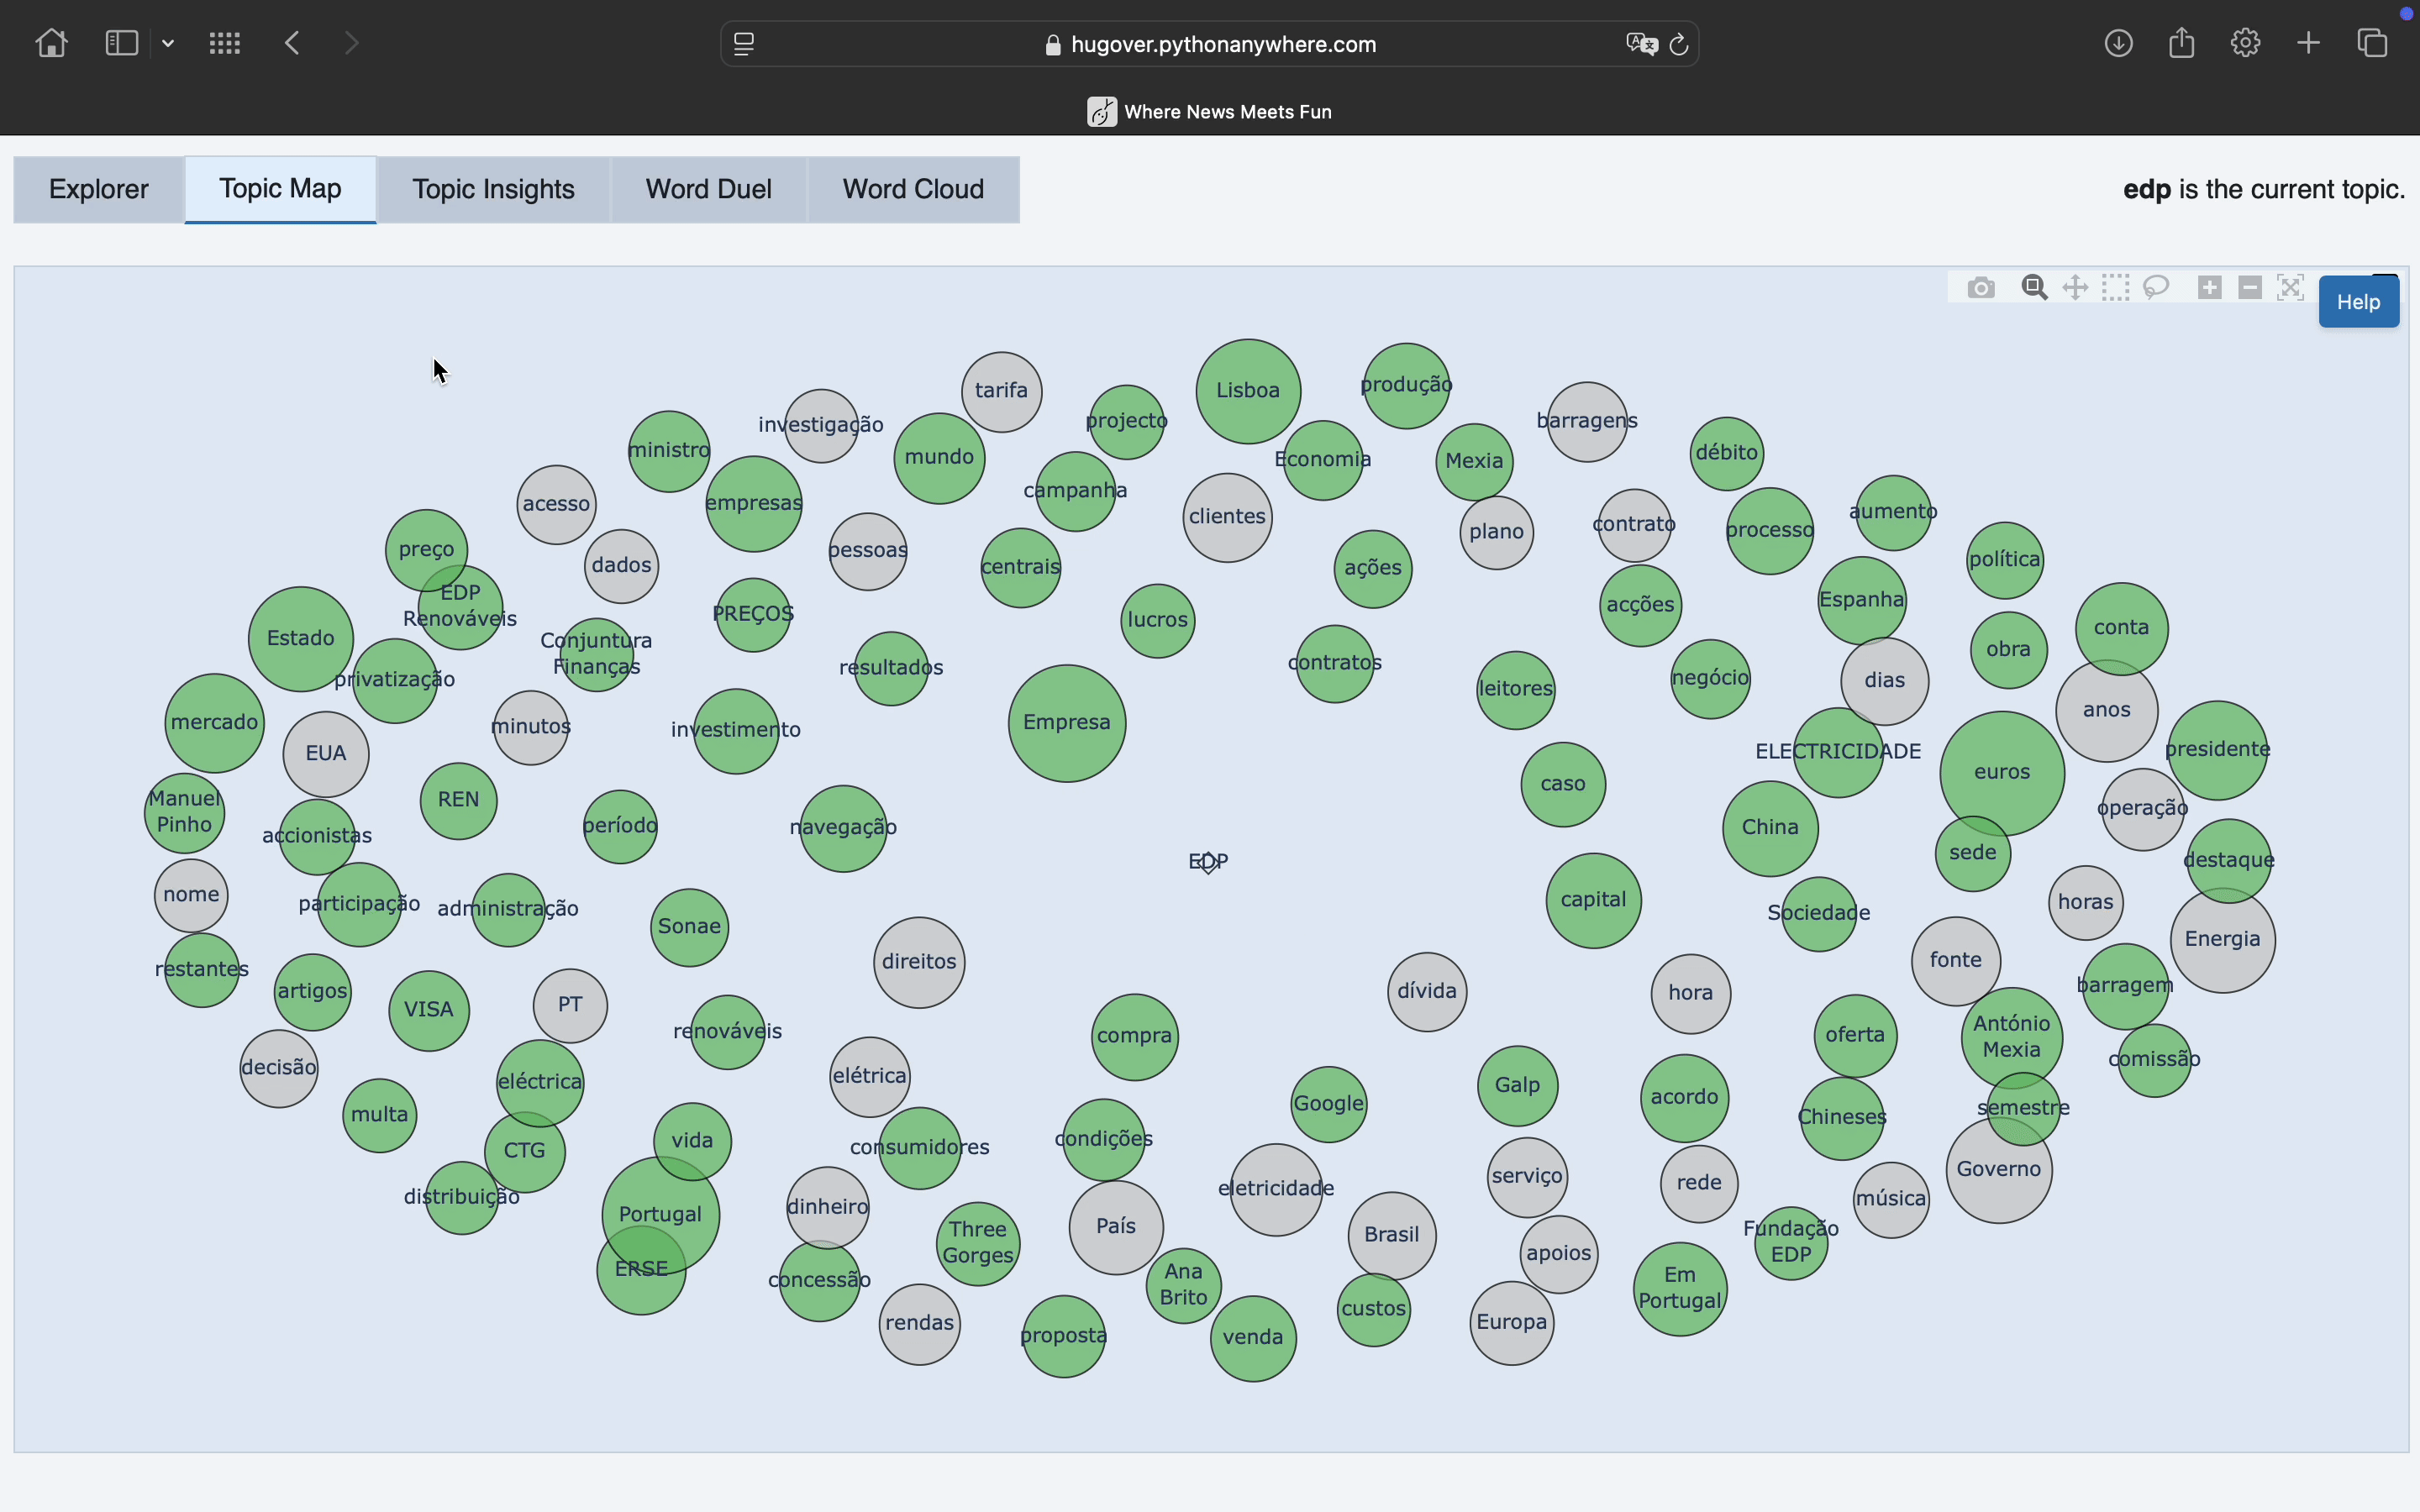 hugover.pythonanywhere.com
Where News Meets Fun
Explorer
Topic Map
Topic Insights
Word Duel
Word Cloud
edp is the current topic.
Help
tarifa
Lisboa
produção
investigação
projecto
barragens
ministro
mundo
Economia
Mexia
débito
acesso
empresas
campanha
clientes
plano
contrato
processo
aumento
preço
dados
pessoas
centrais
ações
política
EDP
Renováveis
PREÇOS
lucros
acções
Espanha
Estado
Conjuntura
Finanças
resultados
contratos
obra
conta
privatização
leitores
negócio
dias
mercado
EUA
minutos
investimento
Empresa
anos
ELECTRICIDADE
euros
presidente
Manuel
Pinho
accionistas
REN
período
navegação
caso
China
operação
EDP
sede
destaque
nome
participação
administração
Sonae
capital
Sociedade
horas
restantes
artigos
VISA
PT
direitos
dívida
hora
fonte
Energia
barragem
renováveis
compra
oferta
António
Mexia
comissão
decisão
eléctrica
elétrica
Google
Galp
acordo
Chineses
semestre
multa
CTG
vida
consumidores
condições
serviço
rede
Governo
distribuição
Portugal
dinheiro
País
eletricidade
Brasil
música
ERSE
concessão
Three
Gorges
Ana
Brito
apoios
Fundação
EDP
rendas
proposta
venda
custos
Europa
Em
Portugal